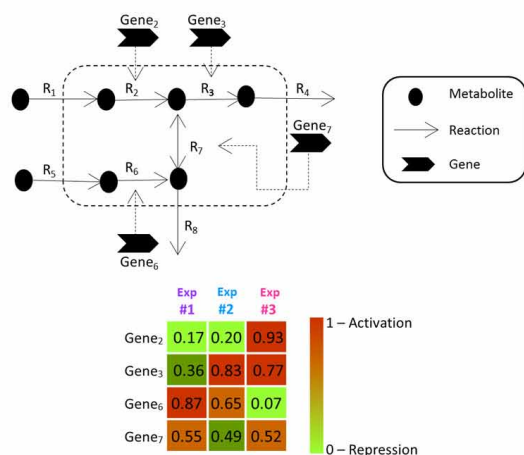 Gene₂ Gene₃
R₁ R₂ R₃ R₄
Metabolite
Reaction
Gene
Gene₇
R₇
R₅ R₆
R₈
Gene₆
Exp Exp Exp
#1 #2 #3
Gene₂ 0.17 0.20 0.93
Gene₃ 0.36 0.83 0.77
Gene₆ 0.87 0.65 0.07
Gene₇ 0.55 0.49 0.52
1 – Activation
0 – Repression